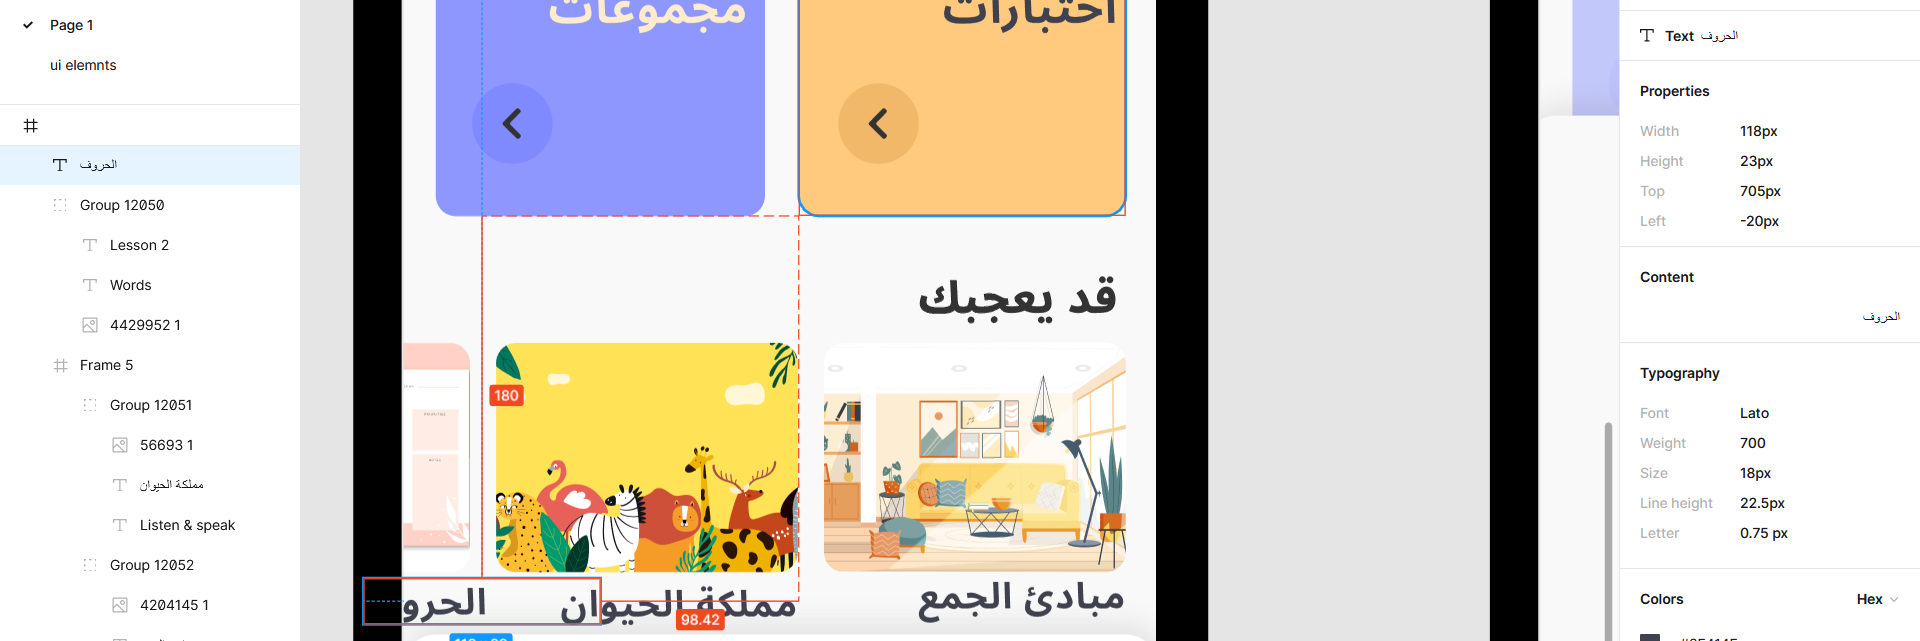 Page 1
ui elemnts
الحروف
Group 12050
Lesson 2
Words
4429952 1
Frame 5
Group 12051
56693 1
مملكة الحيوان
Listen & speak
Group 12052
4204145 1
مجموعات
اختبارات
قد يعجبك
180
مبادئ الجمع
مملكة الحيوان
الحرو
98.42
Text الحروف
Properties
Width 118px
Height 23px
Top 705px
Left -20px
Content
الحروف
Typography
Font Lato
Weight 700
Size 18px
Line height 22.5px
Letter 0.75 px
Colors Hex